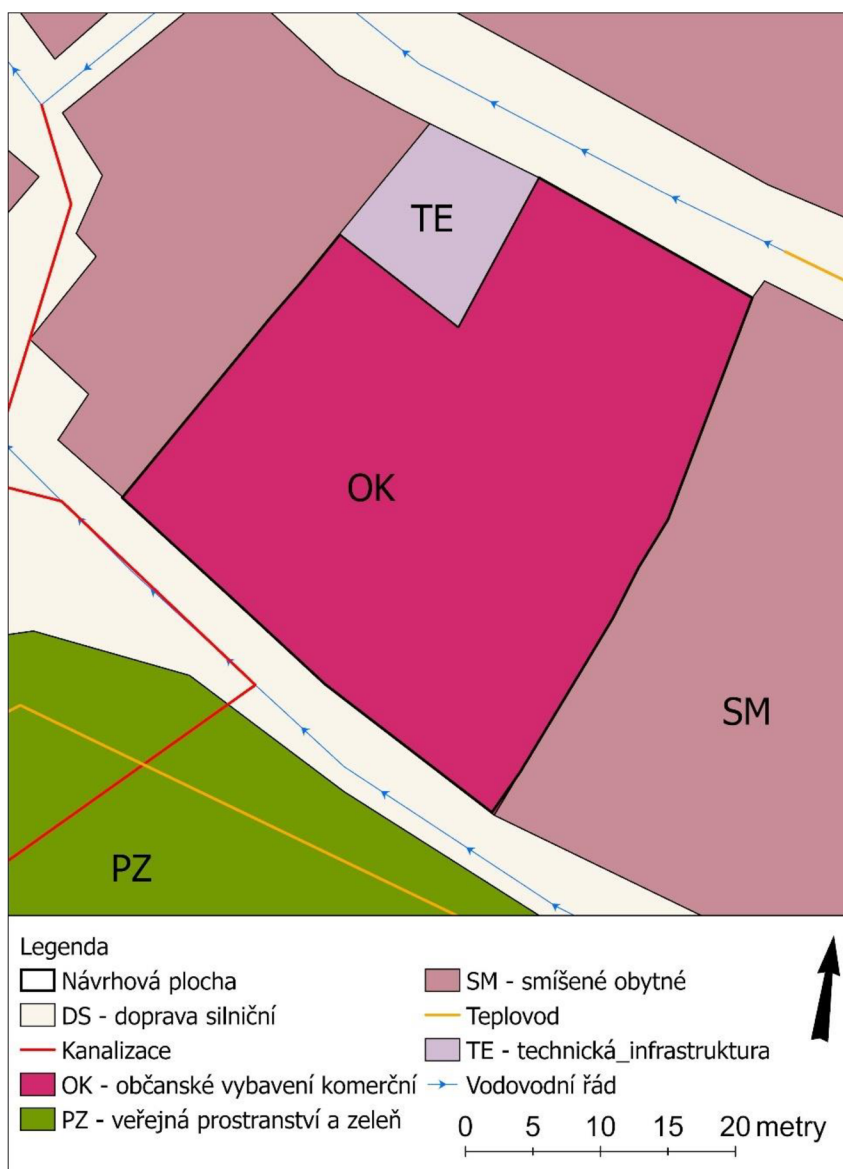 TE
OK
SM
PZ
Legenda
Návrhová plocha
DS - doprava silniční
Kanalizace
OK - občanské vybavení komerční
PZ - veřejná prostranství a zeleň
SM - smíšené obytné
Teplovod
TE - technická_infrastruktura
Vodovodní řád
0 5 10 15 20 metry